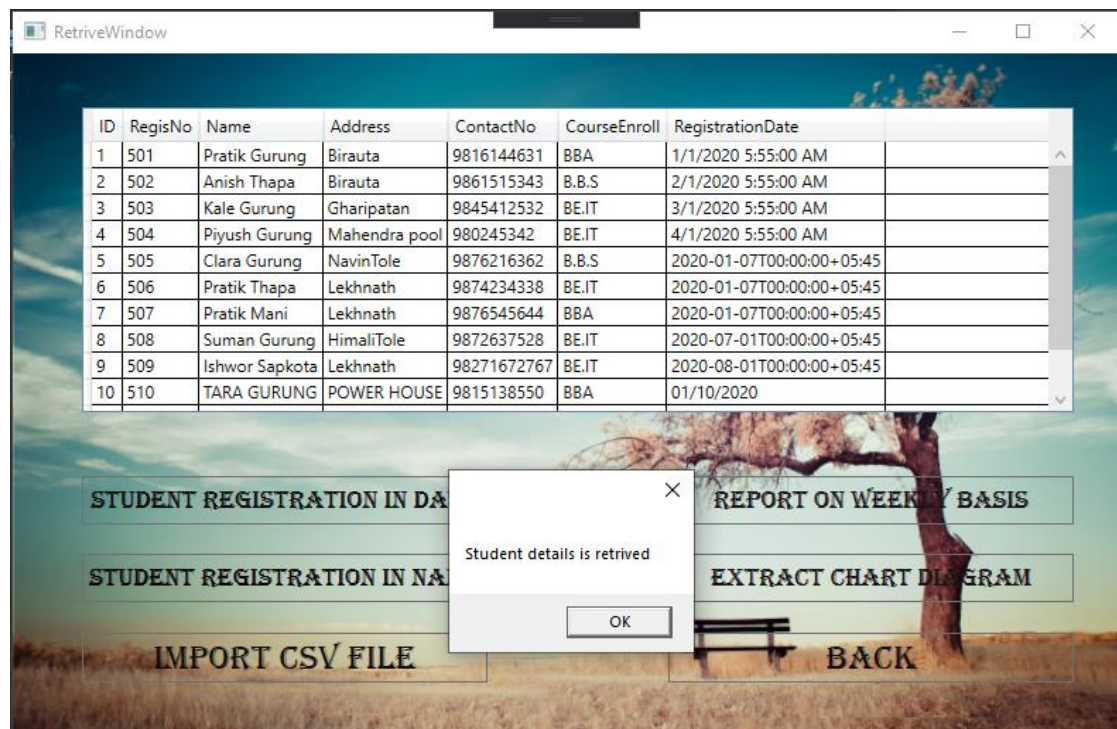 RetriveWindow
ID RegisNo Name Address ContactNo CourseEnroll RegistrationDate
1 501 Pratik Gurung Birauta 9816144631 BBA 1/1/2020 5:55:00 AM
2 502 Anish Thapa Birauta 9861515343 B.B.S 2/1/2020 5:55:00 AM
3 503 Kale Gurung Gharipatan 9845412532 BE.IT 3/1/2020 5:55:00 AM
4 504 Piyush Gurung Mahendra pool 980245342 BE.IT 4/1/2020 5:55:00 AM
5 505 Clara Gurung NavinTole 9876216362 B.B.S 2020-01-07T00:00:00+05:45
6 506 Pratik Thapa Lekhnath 9874234338 BE.IT 2020-01-07T00:00:00+05:45
7 507 Pratik Mani Lekhnath 9876545644 BBA 2020-01-07T00:00:00+05:45
8 508 Suman Gurung HimaliTole 9872637528 BE.IT 2020-07-01T00:00:00+05:45
9 509 Ishwor Sapkota Lekhnath 98271672767 BE.IT 2020-08-01T00:00:00+05:45
10 510 TARA GURUNG POWER HOUSE 9815138550 BBA 01/10/2020
STUDENT REGISTRATION IN DA
REPORT ON WEEKLY BASIS
Student details is retrived
STUDENT REGISTRATION IN NA
EXTRACT CHART DIAGRAM
OK
IMPORT CSV FILE
BACK